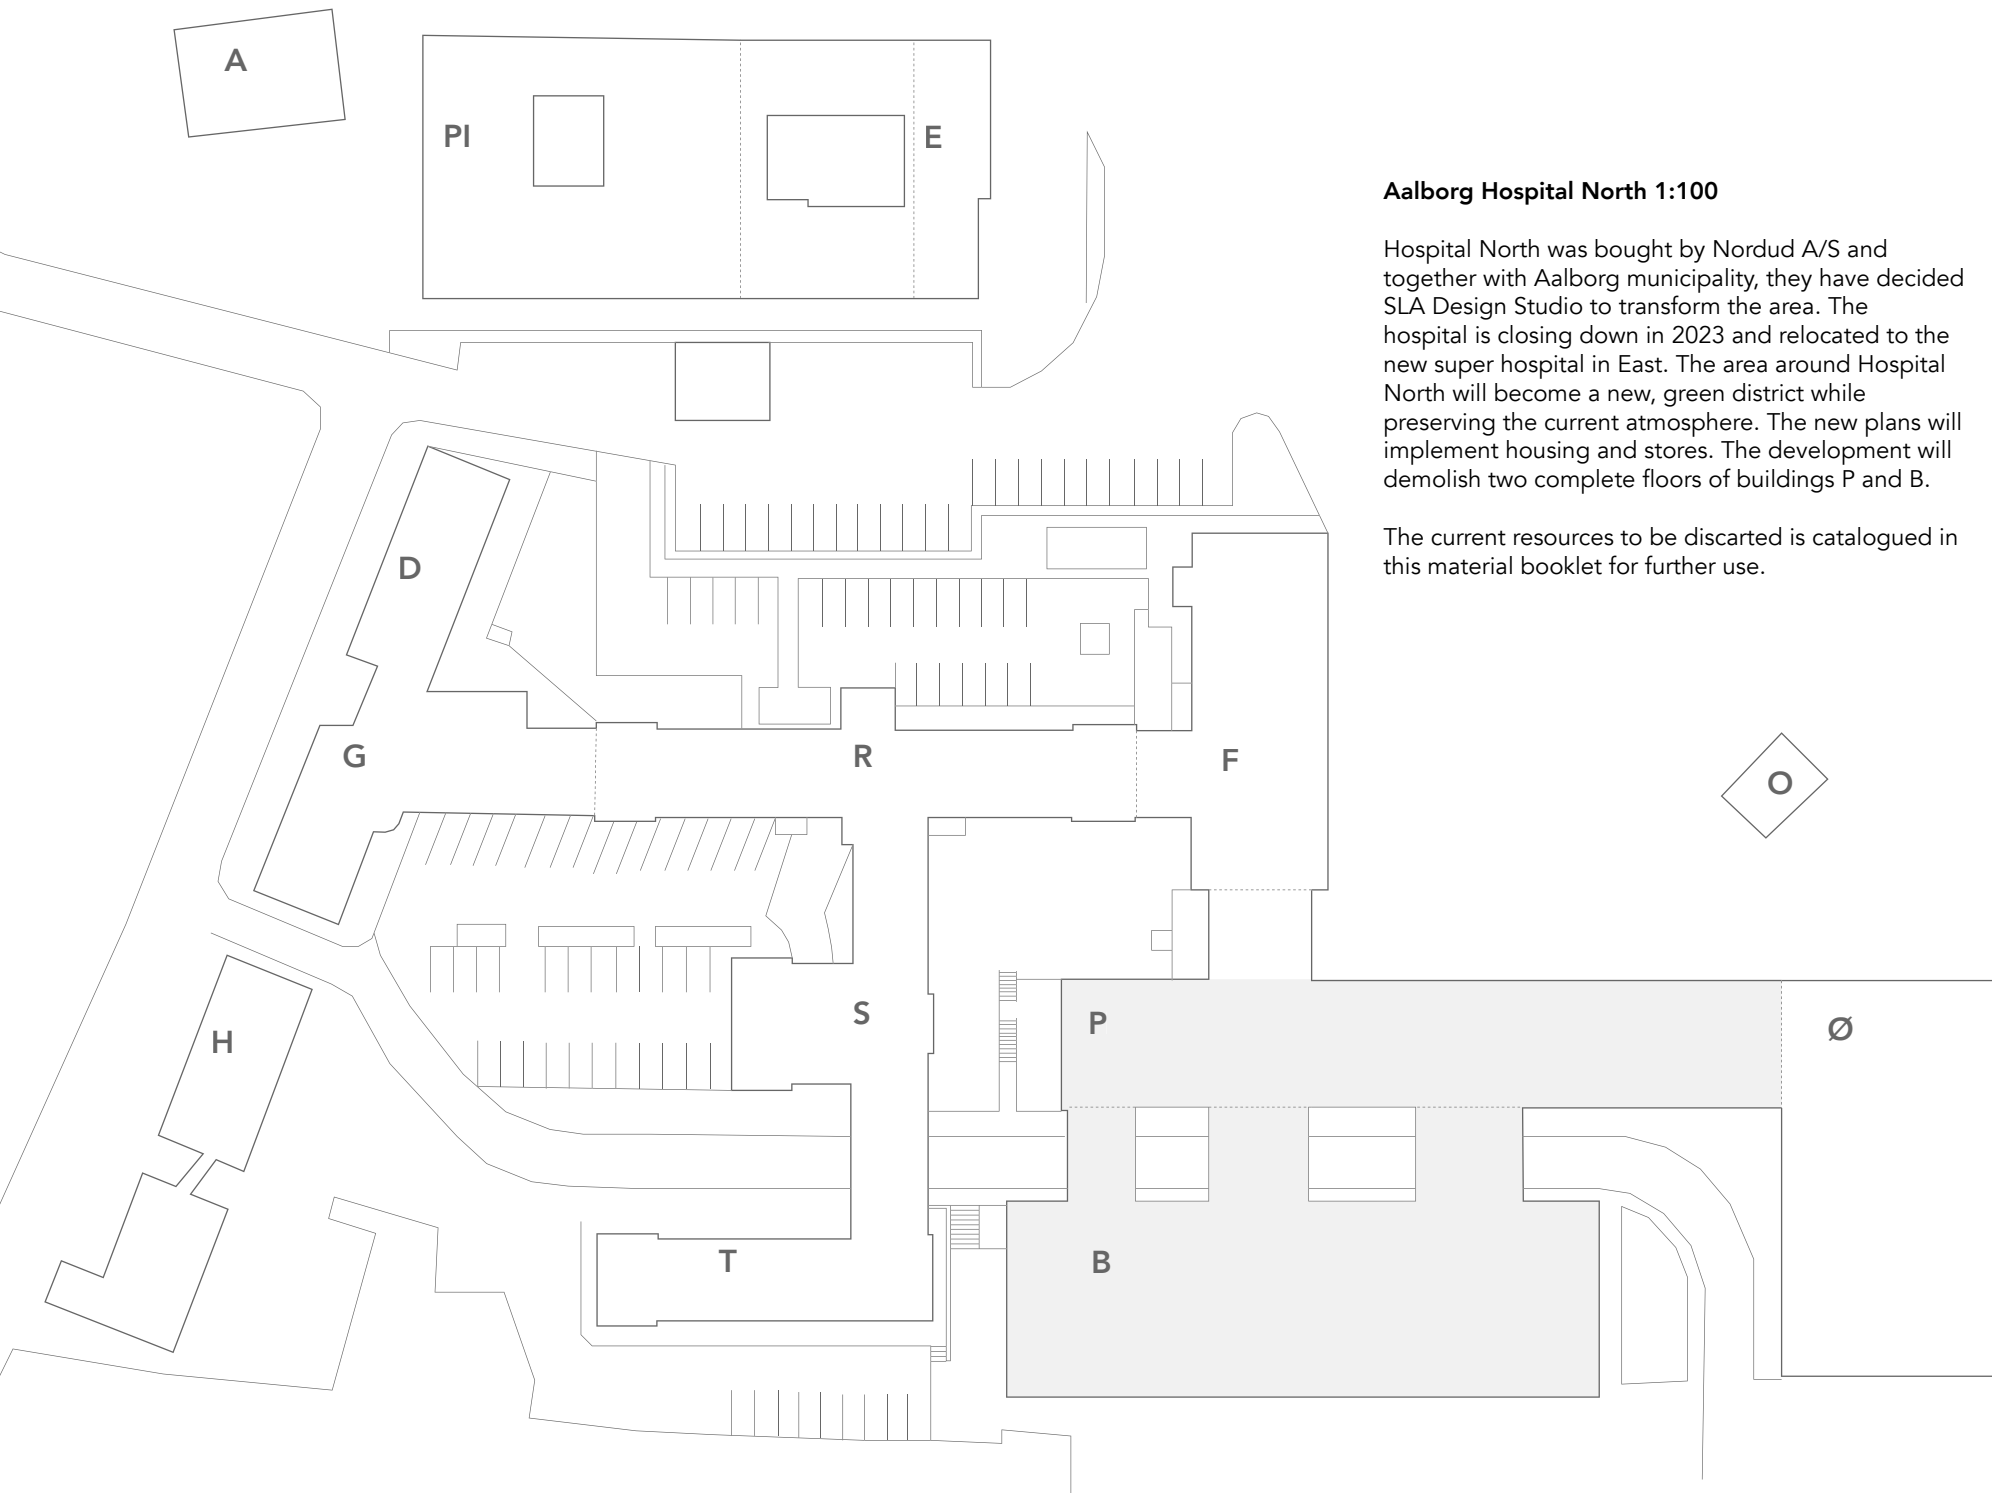 A
PI
E
Aalborg Hospital North 1:100
Hospital North was bought by Nordud A/S and
together with Aalborg municipality, they have decided
SLA Design Studio to transform the area. The
hospital is closing down in 2023 and relocated to the
new super hospital in East. The area around Hospital
North will become a new, green district while
preserving the current atmosphere. The new plans will
implement housing and stores. The development will
demolish two complete floors of buildings P and B.
The current resources to be discarted is catalogued in
this material booklet for further use.
D
G
R
F
O
H
S
P
Ø
T
B